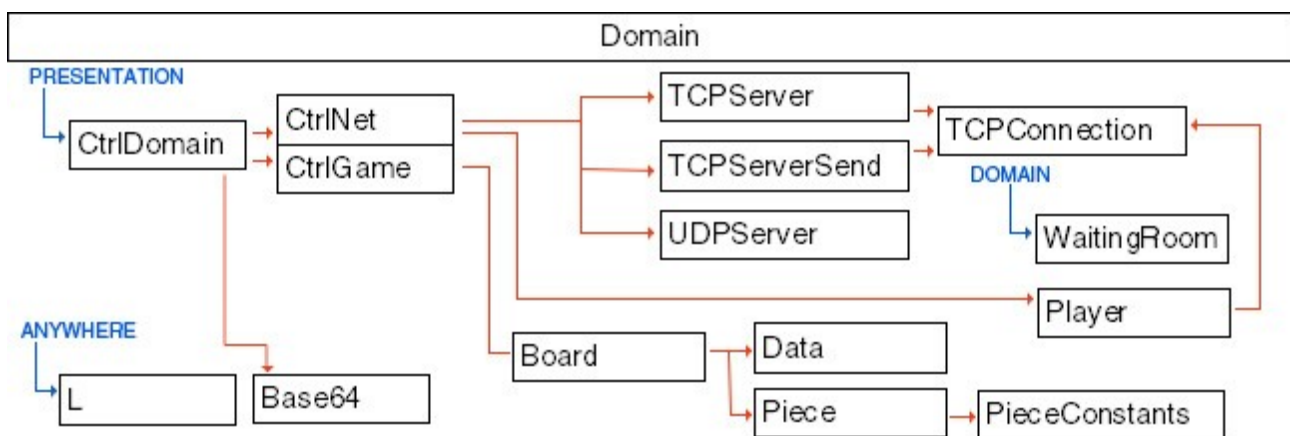 Domain
PRESENTATION
CtrlDomain
CtrlNet
CtrlGame
TCPServer
TCPServerSend
UDPServer
TCPConnection
DOMAIN
WaitingRoom
Player
ANYWHERE
L
Base64
Board
Data
Piece
PieceConstants